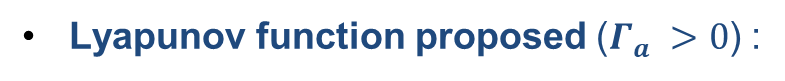 • Lyapunov function proposed (Γₐ > 0) :